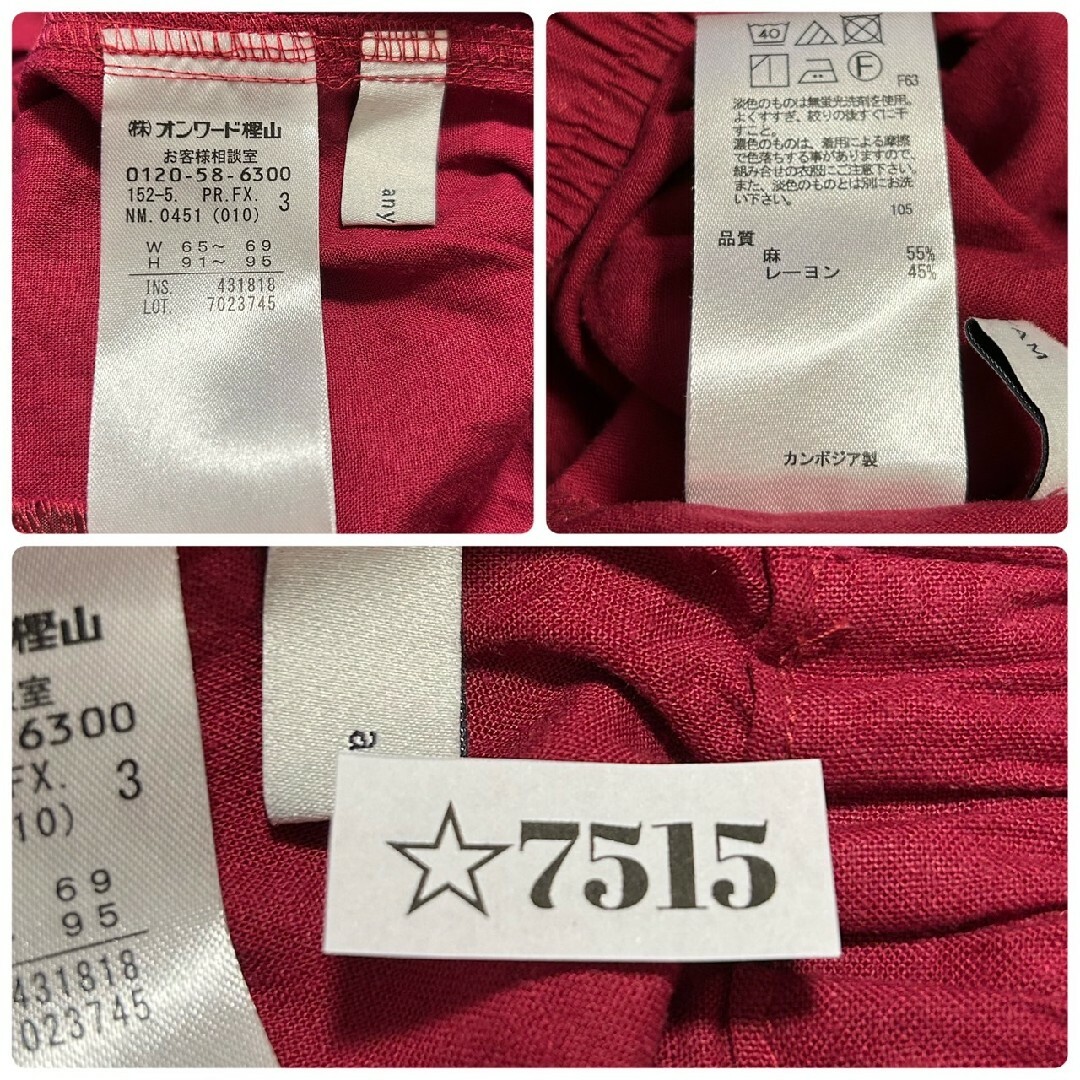 ㈱オンワード樫山
お客様相談室
0120-58-6300
152-5. PR.FX. 3
NM. 0451 (010)
W 65～ 69
H 91～ 95
INS. 431818
LOT. 7023745
any
40
F
F63
淡色のものは無蛍光洗剤を使用。
よくすすぎ、絞りの後すぐに干
すこと。
濃色のものは、着用による摩擦
で色落ちする事がありますので、
組み合せの衣服にご注意下さい。
また、淡色のものとは別にお洗
い下さい。
105
品質
麻 55%
レーヨン 45%
カンボジア製
AM
樫山
室
6300
FX. 3
10)
69
95
431818
023745
a
☆7515